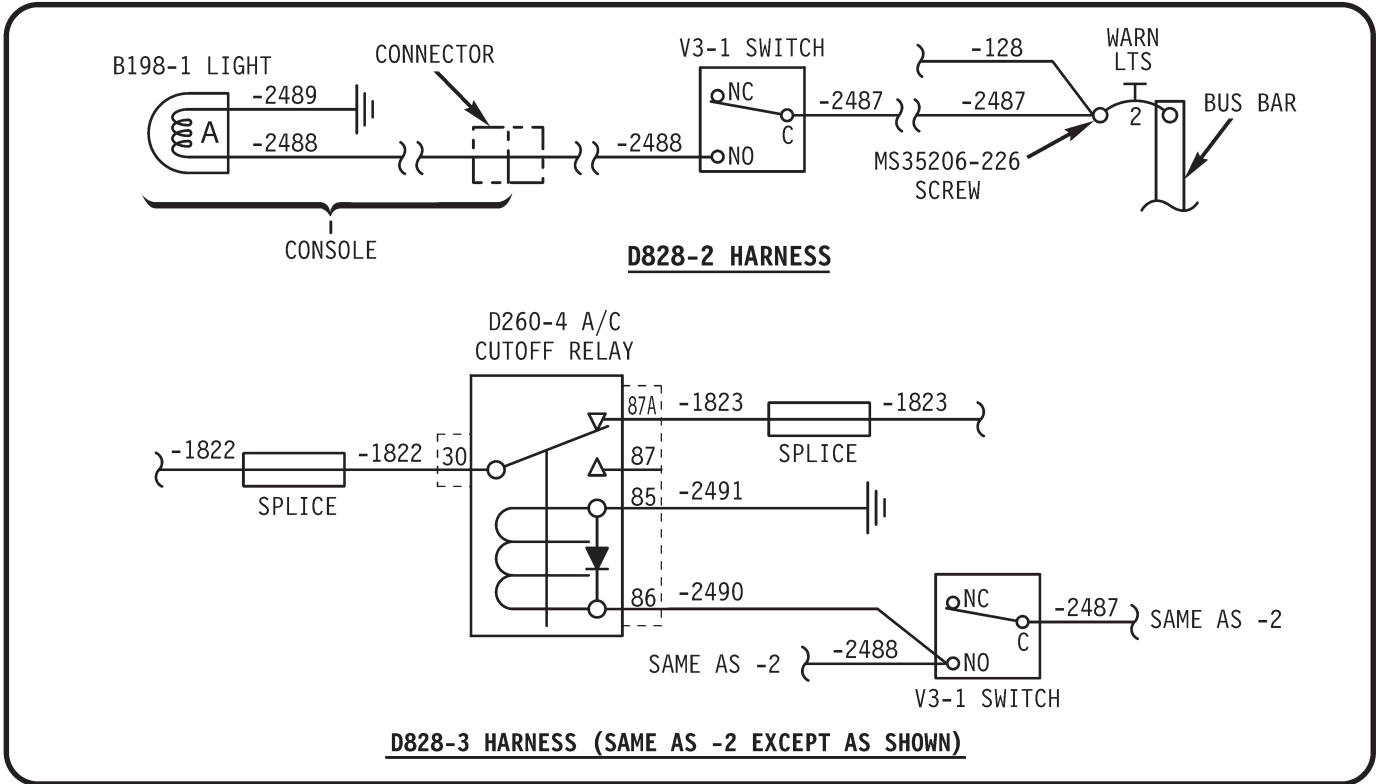 B198-1 LIGHT
CONNECTOR
V3-1 SWITCH
-128
WARN
LTS
BUS BAR
-2489
A
-2488
-2488
NC
C
NO
-2487
-2487
2
MS35206-226
SCREW
CONSOLE
D828-2 HARNESS
D260-4 A/C
CUTOFF RELAY
87A
-1823
-1823
SPLICE
-1822
-1822
30
SPLICE
87
85
-2491
86
-2490
NC
C
NO
-2487
SAME AS -2
SAME AS -2
-2488
V3-1 SWITCH
D828-3 HARNESS (SAME AS -2 EXCEPT AS SHOWN)